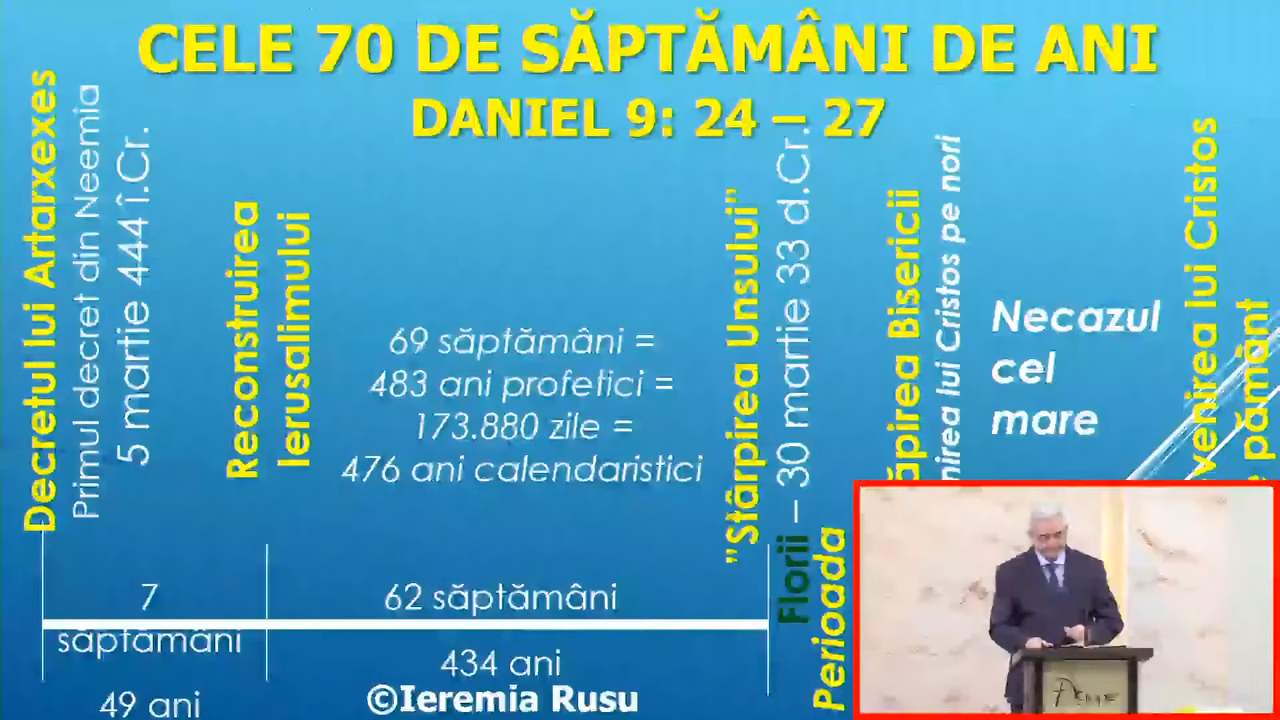 CELE 70 DE SĂPTĂMÂNI DE ANI
DANIEL 9: 24 – 27
Decretul lui Artarxexes
Primul decret din Neemia
5 martie 444 î.Cr.
Reconstruirea
Ierusalimului
69 săptămâni =
483 ani profetici =
173.880 zile =
476 ani calendaristici
"Stârpirea Unsului"
Florii – 30 martie 33 d.Cr.
Perioada
Bisericii
lui Cristos pe nori
Necazul
cel
mare
lui Cristos
pământ
7
săptămâni
49 ani
62 săptămâni
434 ani
©Ieremia Rusu